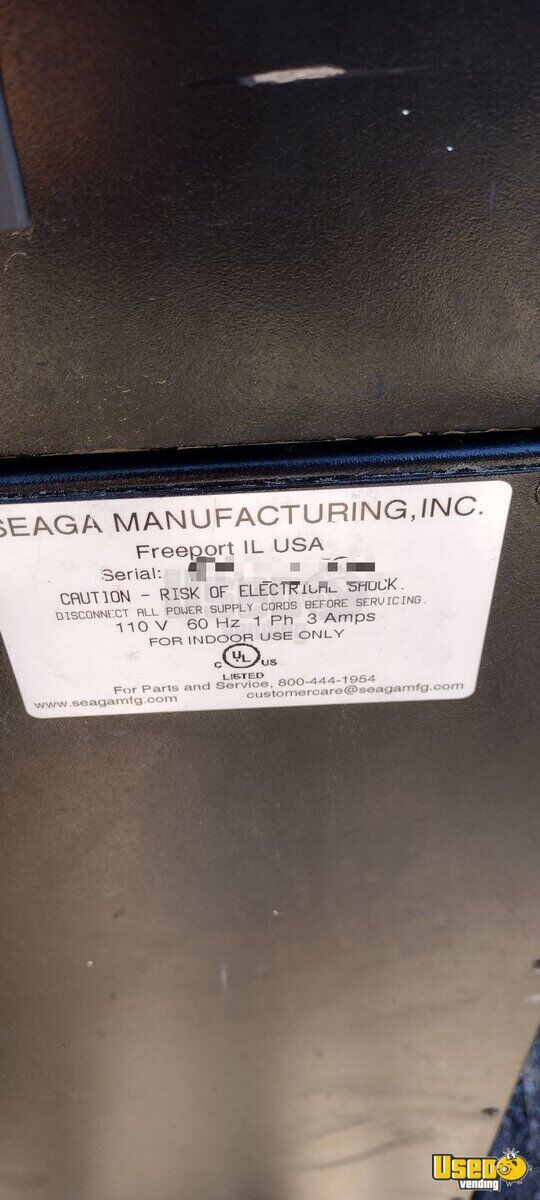 SEAGA MANUFACTURING, INC.
Freeport IL USA
Serial:
CAUTION - RISK OF ELECTRICAL SHOCK.
DISCONNECT ALL POWER SUPPLY CORDS BEFORE SERVICING.
110 V 60 Hz 1 Ph 3 Amps
FOR INDOOR USE ONLY
C UL US
LISTED
For Parts and Service, 800-444-1954
www.seagamfg.com customercare@seagamfg.com
Used
vending